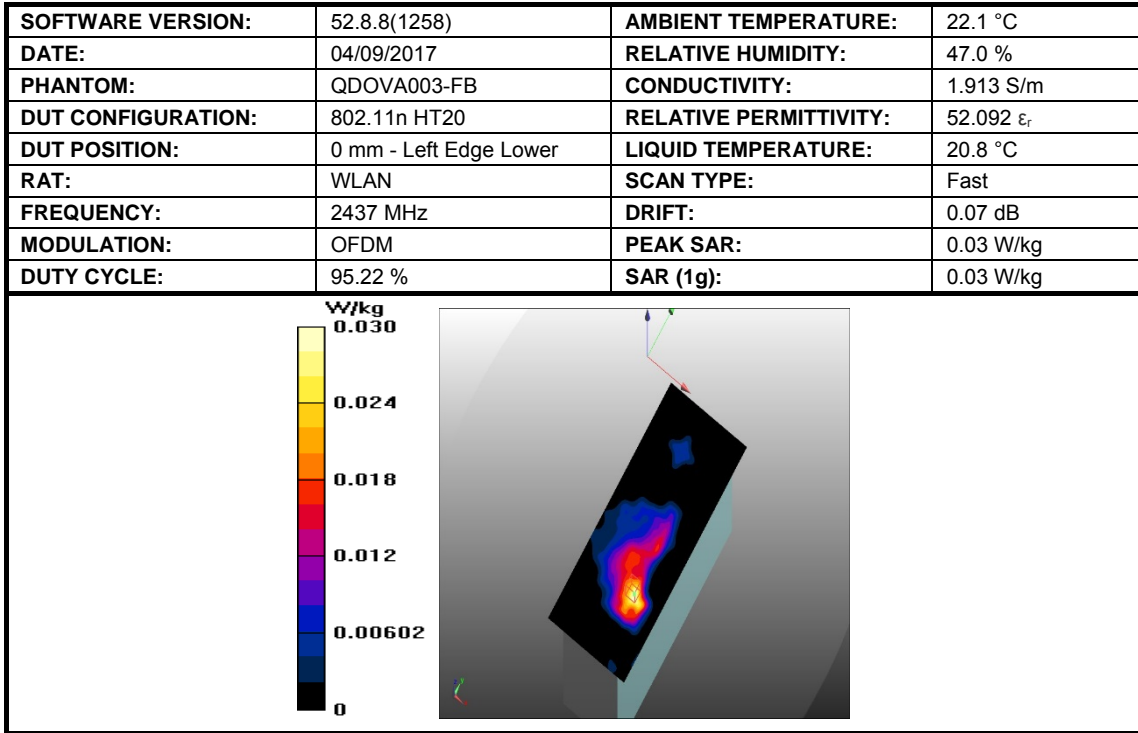 SOFTWARE VERSION: 52.8.8(1258) AMBIENT TEMPERATURE: 22.1 °C
DATE: 04/09/2017 RELATIVE HUMIDITY: 47.0 %
PHANTOM: QDOVA003-FB CONDUCTIVITY: 1.913 S/m
DUT CONFIGURATION: 802.11n HT20 RELATIVE PERMITTIVITY: 52.092 εr
DUT POSITION: 0 mm - Left Edge Lower LIQUID TEMPERATURE: 20.8 °C
RAT: WLAN SCAN TYPE: Fast
FREQUENCY: 2437 MHz DRIFT: 0.07 dB
MODULATION: OFDM PEAK SAR: 0.03 W/kg
DUTY CYCLE: 95.22 % SAR (1g): 0.03 W/kg
W/kg
0.030
0.024
0.018
0.012
0.00602
0